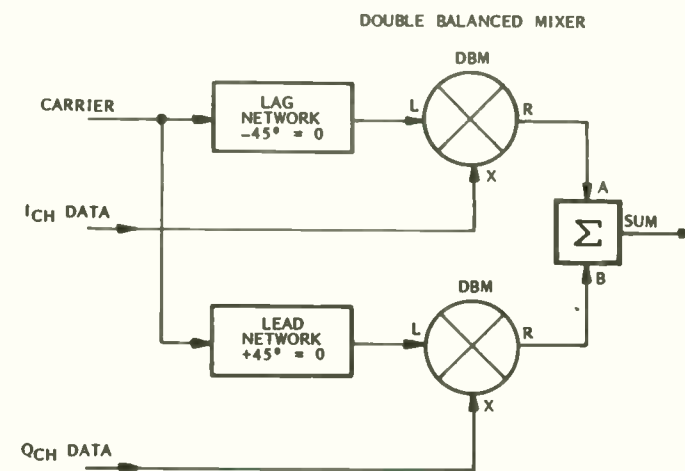 DOUBLE BALANCED MIXER
DBM
CARRIER
LAG
NETWORK
-45° = 0
L
R
X
ICH DATA
A
Σ
SUM
B
DBM
LEAD
NETWORK
+45° = 0
L
R
X
QCH DATA